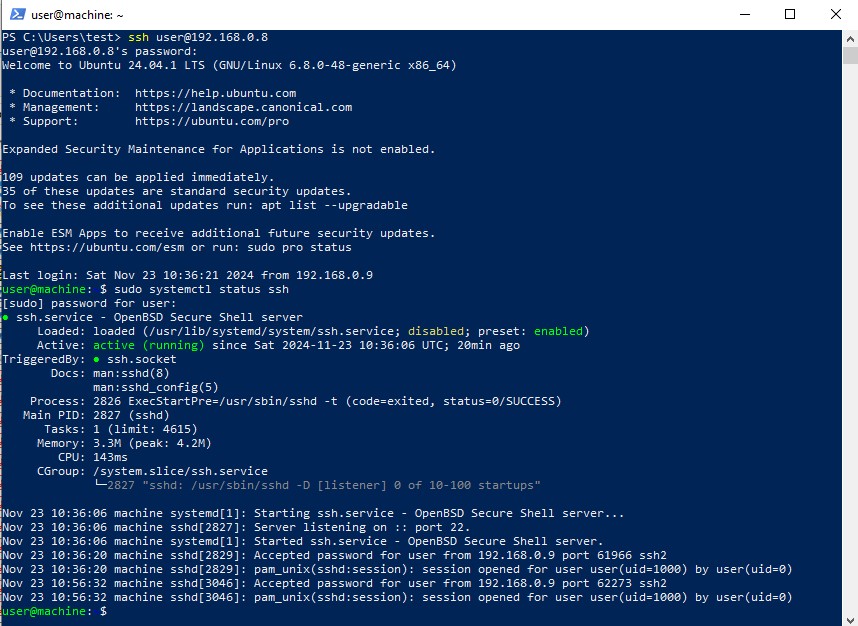 user@machine: ~
PS C:\Users\test> ssh user@192.168.0.8
user@192.168.0.8's password:
Welcome to Ubuntu 24.04.1 LTS (GNU/Linux 6.8.0-48-generic x86_64)
* Documentation: https://help.ubuntu.com
* Management: https://landscape.canonical.com
* Support: https://ubuntu.com/pro
Expanded Security Maintenance for Applications is not enabled.
109 updates can be applied immediately.
35 of these updates are standard security updates.
To see these additional updates run: apt list --upgradable
Enable ESM Apps to receive additional future security updates.
See https://ubuntu.com/esm or run: sudo pro status
Last login: Sat Nov 23 10:36:21 2024 from 192.168.0.9
user@machine: $ sudo systemctl status ssh
[sudo] password for user:
● ssh.service - OpenBSD Secure Shell server
Loaded: loaded (/usr/lib/systemd/system/ssh.service; disabled; preset: enabled)
Active: active (running) since Sat 2024-11-23 10:36:06 UTC; 20min ago
TriggeredBy: ● ssh.socket
Docs: man:sshd(8)
man:sshd_config(5)
Process: 2826 ExecStartPre=/usr/sbin/sshd -t (code=exited, status=0/SUCCESS)
Main PID: 2827 (sshd)
Tasks: 1 (limit: 4615)
Memory: 3.3M (peak: 4.2M)
CPU: 143ms
CGroup: /system.slice/ssh.service
└─2827 "sshd: /usr/sbin/sshd -D [listener] 0 of 10-100 startups"
Nov 23 10:36:06 machine systemd[1]: Starting ssh.service - OpenBSD Secure Shell server...
Nov 23 10:36:06 machine sshd[2827]: Server listening on :: port 22.
Nov 23 10:36:06 machine systemd[1]: Started ssh.service - OpenBSD Secure Shell server.
Nov 23 10:36:20 machine sshd[2829]: Accepted password for user from 192.168.0.9 port 61966 ssh2
Nov 23 10:36:20 machine sshd[2829]: pam_unix(sshd:session): session opened for user user(uid=1000) by user(uid=0)
Nov 23 10:56:32 machine sshd[3046]: Accepted password for user from 192.168.0.9 port 62273 ssh2
Nov 23 10:56:32 machine sshd[3046]: pam_unix(sshd:session): session opened for user user(uid=1000) by user(uid=0)
user@machine: $